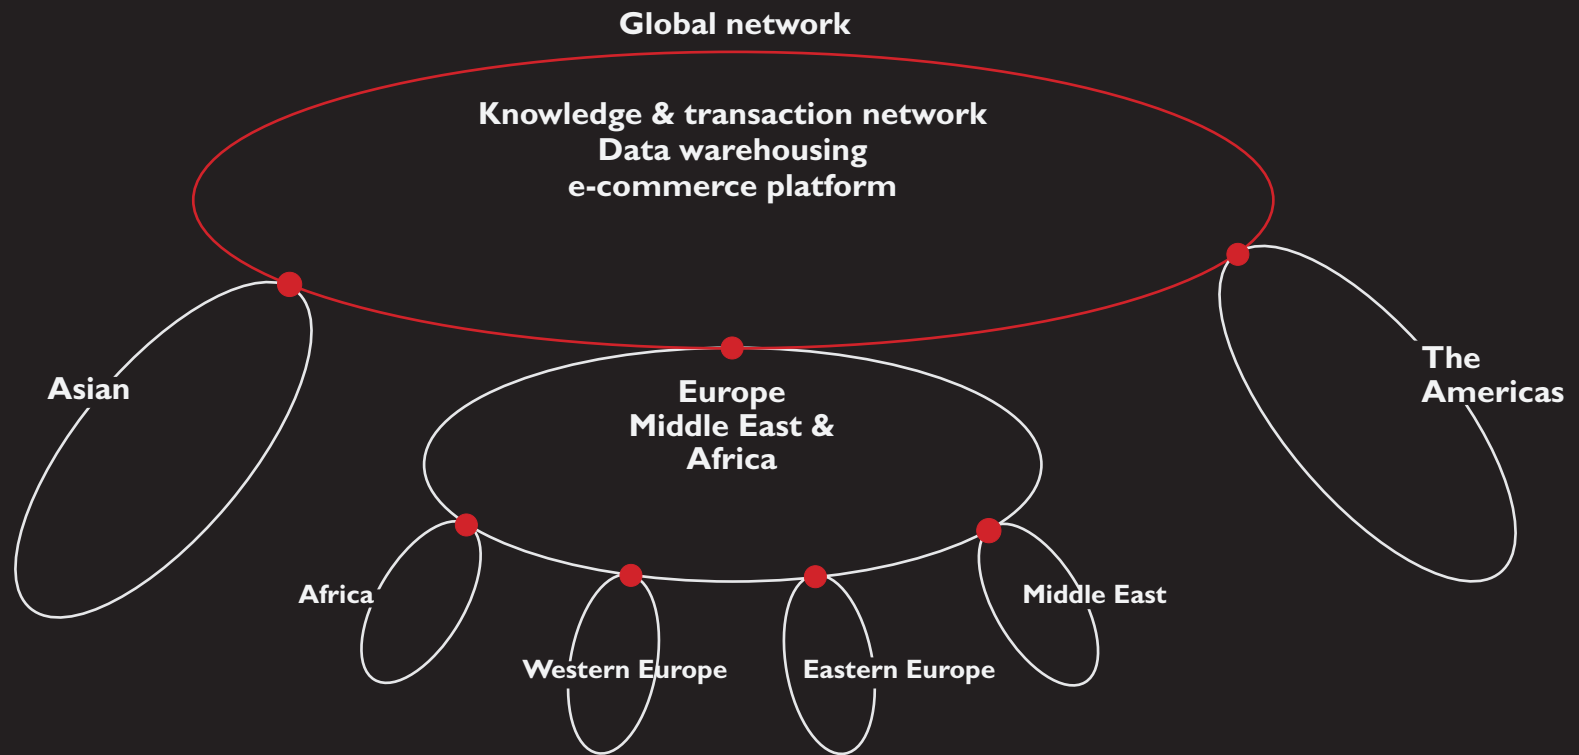 Global network
Knowledge & transaction network
Data warehousing
e-commerce platform
Asian
Europe
Middle East &
Africa
The
Americas
Africa
Western Europe
Eastern Europe
Middle East